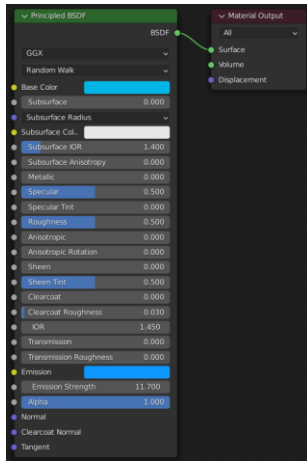 Principled BSDF
BSDF
GGX
Random Walk
Base Color
Subsurface 0.000
Subsurface Radius
Subsurface Col..
Subsurface IOR 1.400
Subsurface Anisotropy 0.000
Metallic 0.000
Specular 0.500
Specular Tint 0.000
Roughness 0.500
Anisotropic 0.000
Anisotropic Rotation 0.000
Sheen 0.000
Sheen Tint 0.500
Clearcoat 0.000
Clearcoat Roughness 0.030
IOR 1.450
Transmission 0.000
Transmission Roughness 0.000
Emission
Emission Strength 11.700
Alpha 1.000
Normal
Clearcoat Normal
Tangent
Material Output
All
Surface
Volume
Displacement